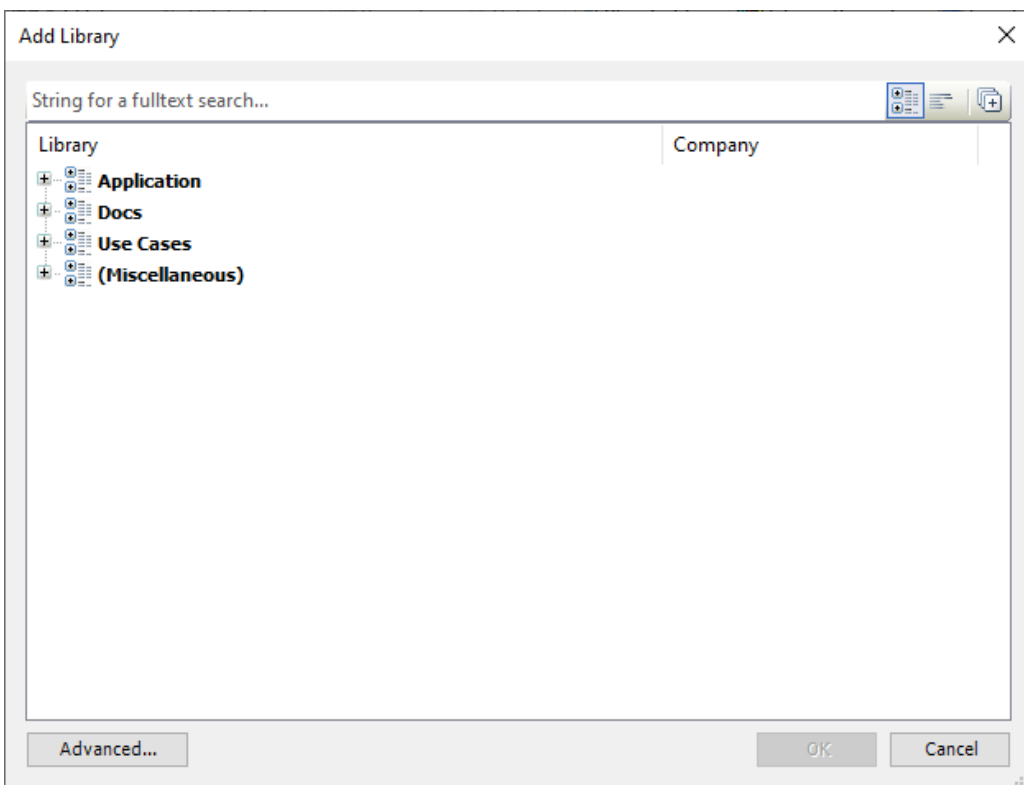 Add Library
String for a fulltext search...
Library Company
Application
Docs
Use Cases
(Miscellaneous)
Advanced... OK Cancel